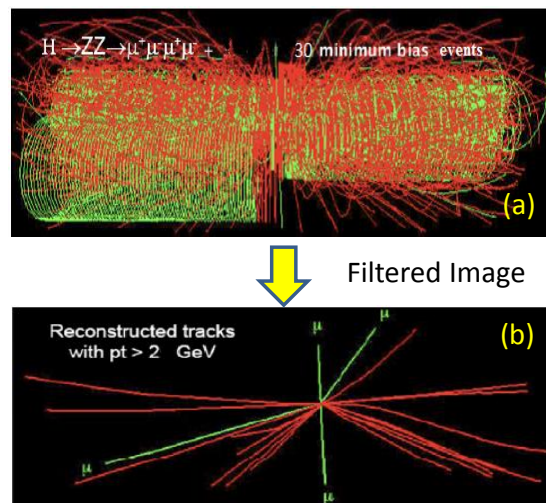 H →ZZ →μ⁺μ⁻μ⁺μ⁻ + 30 minimum bias events
(a)
Filtered Image
Reconstructed tracks
with pt > 2 GeV
(b)
μ
μ
μ
μ